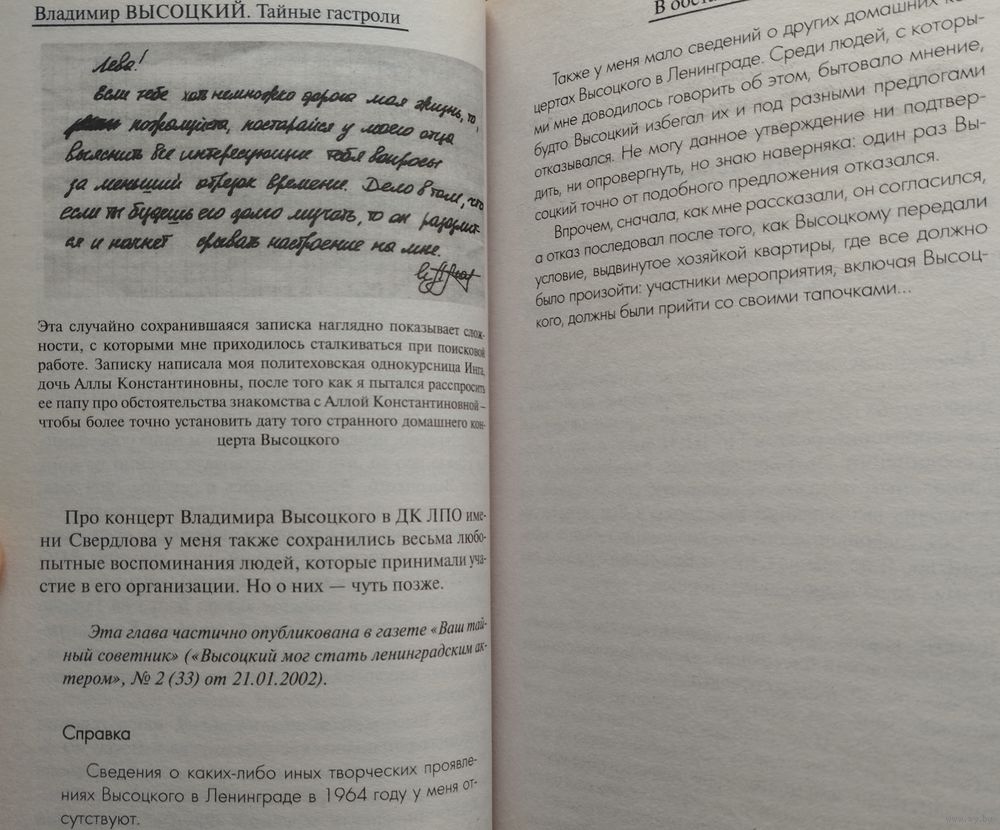 Владимир ВЫСОЦКИЙ. Тайные гастроли
Лева!
если тебе хоть немножко дорога моя жизнь, то,
пожалуйста, постарайся у моего отца
выяснить все интересующие тебя вопросы
за меньший отрезок времени. Дело в том, что
если ты будешь его долго мучать, то он
ся и начнет срывать настроение на мне.
Эта случайно сохранившаяся записка наглядно показывает слож-
ности, с которыми мне приходилось сталкиваться при поисковой
работе. Записку написала моя политеховская однокурсница Инга,
дочь Аллы Константиновны, после того как я пытался расспросить
ее папу про обстоятельства знакомства с Аллой Константиновной –
чтобы более точно установить дату того странного домашнего кон-
церта Высоцкого
Про концерт Владимира Высоцкого в ДК ЛПО име-
ни Свердлова у меня также сохранились весьма любо-
пытные воспоминания людей, которые принимали уча-
стие в его организации. Но о них — чуть позже.
Эта глава частично опубликована в газете «Ваш тай-
ный советник» («Высоцкий мог стать ленинградским ак-
тером», № 2 (33) от 21.01.2002).
Справка
Сведения о каких-либо иных творческих проявле-
ниях Высоцкого в Ленинграде в 1964 году у меня от-
сутствуют.
В
Также у меня мало сведений о других домашних
цертах Высоцкого в Ленинграде. Среди людей, с которы-
ми мне доводилось говорить об этом, бытовало мнение,
будто Высоцкий избегал их и под разными предлогами
отказывался. Не могу данное утверждение ни подтвер-
дить, ни опровергнуть, но знаю наверняка: один раз Вы-
соцкий точно от подобного предложения отказался.
Впрочем, сначала, как мне рассказали, он согласился,
а отказ последовал после того, как Высоцкому передали
условие, выдвинутое хозяйкой квартиры, где все должно
было произойти: участники мероприятия, включая Высоц-
кого, должны были прийти со своими тапочками...